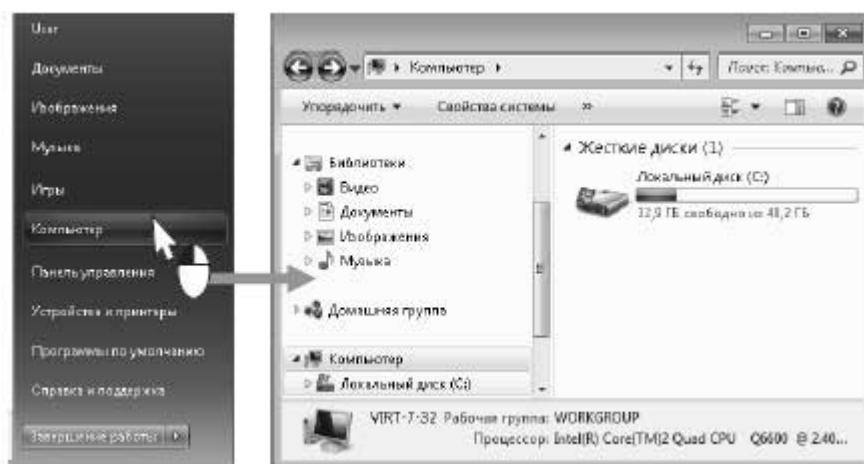 User
Документы
Изображения
Музыка
Игры
Компьютер
Панель управления
Устройства и принтеры
Программы по умолчанию
Справка и поддержка
Завершение работы
Компьютер
Поиск: Компью...
Упорядочить
Свойства системы
»
Библиотеки
Видео
Документы
Изображения
Музыка
Домашняя группа
Компьютер
Локальный диск (C:)
Жесткие диски (1)
Локальный диск (C:)
ГБ свободно из 48,2 ГБ
VIRT-7-32 Рабочая группа: WORKGROUP
Процессор: Intel(R) Core(TM)2 Quad CPU Q6600 @ 2.40...